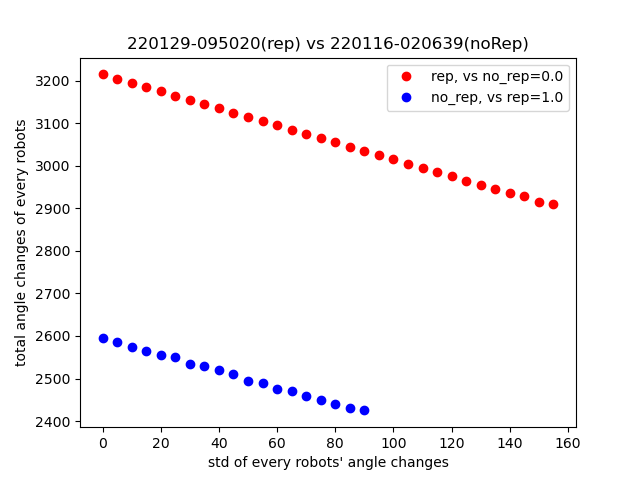 220129-095020(rep) vs 220116-020639(noRep)
rep, vs no_rep=0.0
no_rep, vs rep=1.0
total angle changes of every robots
3200
3100
3000
2900
2800
2700
2600
2500
2400
0 20 40 60 80 100 120 140 160
std of every robots' angle changes